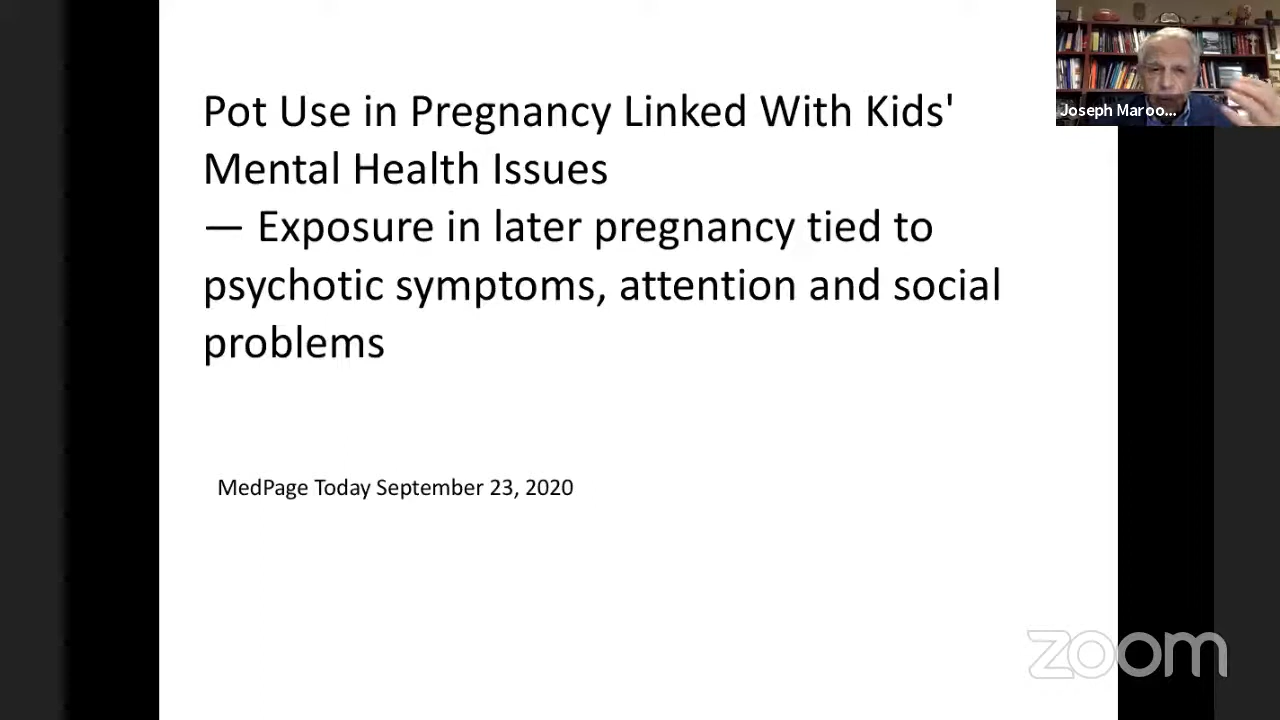 Joseph Maroo...
Pot Use in Pregnancy Linked With Kids'
Mental Health Issues
— Exposure in later pregnancy tied to
psychotic symptoms, attention and social
problems
MedPage Today September 23, 2020
zoom